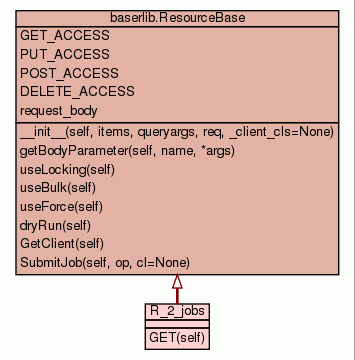 baserlib.ResourceBase
GET_ACCESS
PUT_ACCESS
POST_ACCESS
DELETE_ACCESS
request_body
__init__(self, items, queryargs, req, _client_cls=None)
getBodyParameter(self, name, *args)
useLocking(self)
useBulk(self)
useForce(self)
dryRun(self)
GetClient(self)
SubmitJob(self, op, cl=None)
R_2_jobs
GET(self)